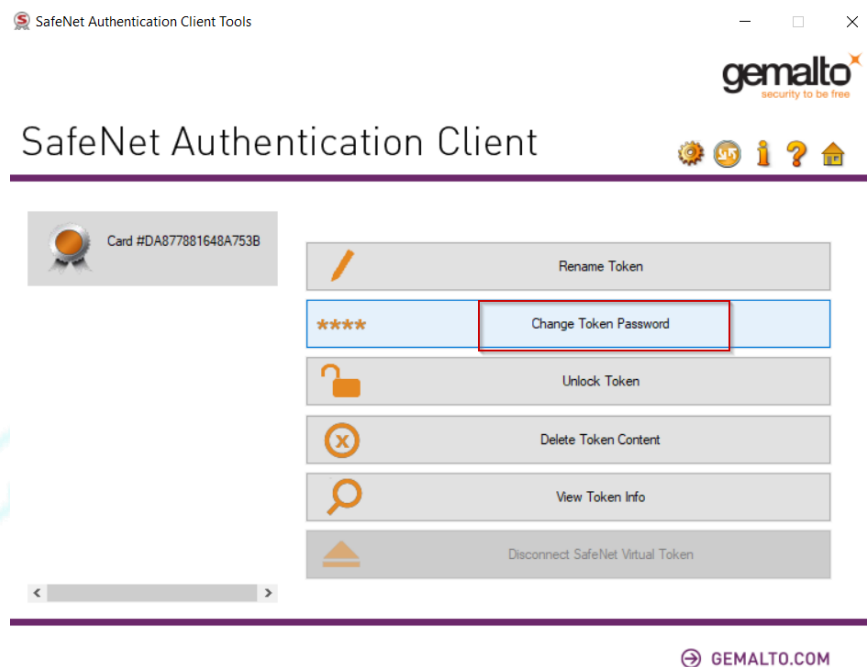 SafeNet Authentication Client Tools
gemalto
security to be free
SafeNet Authentication Client
Card #DA877881648A753B
Rename Token
****
Change Token Password
Unlock Token
Delete Token Content
View Token Info
Disconnect SafeNet Virtual Token
GEMALTO.COM